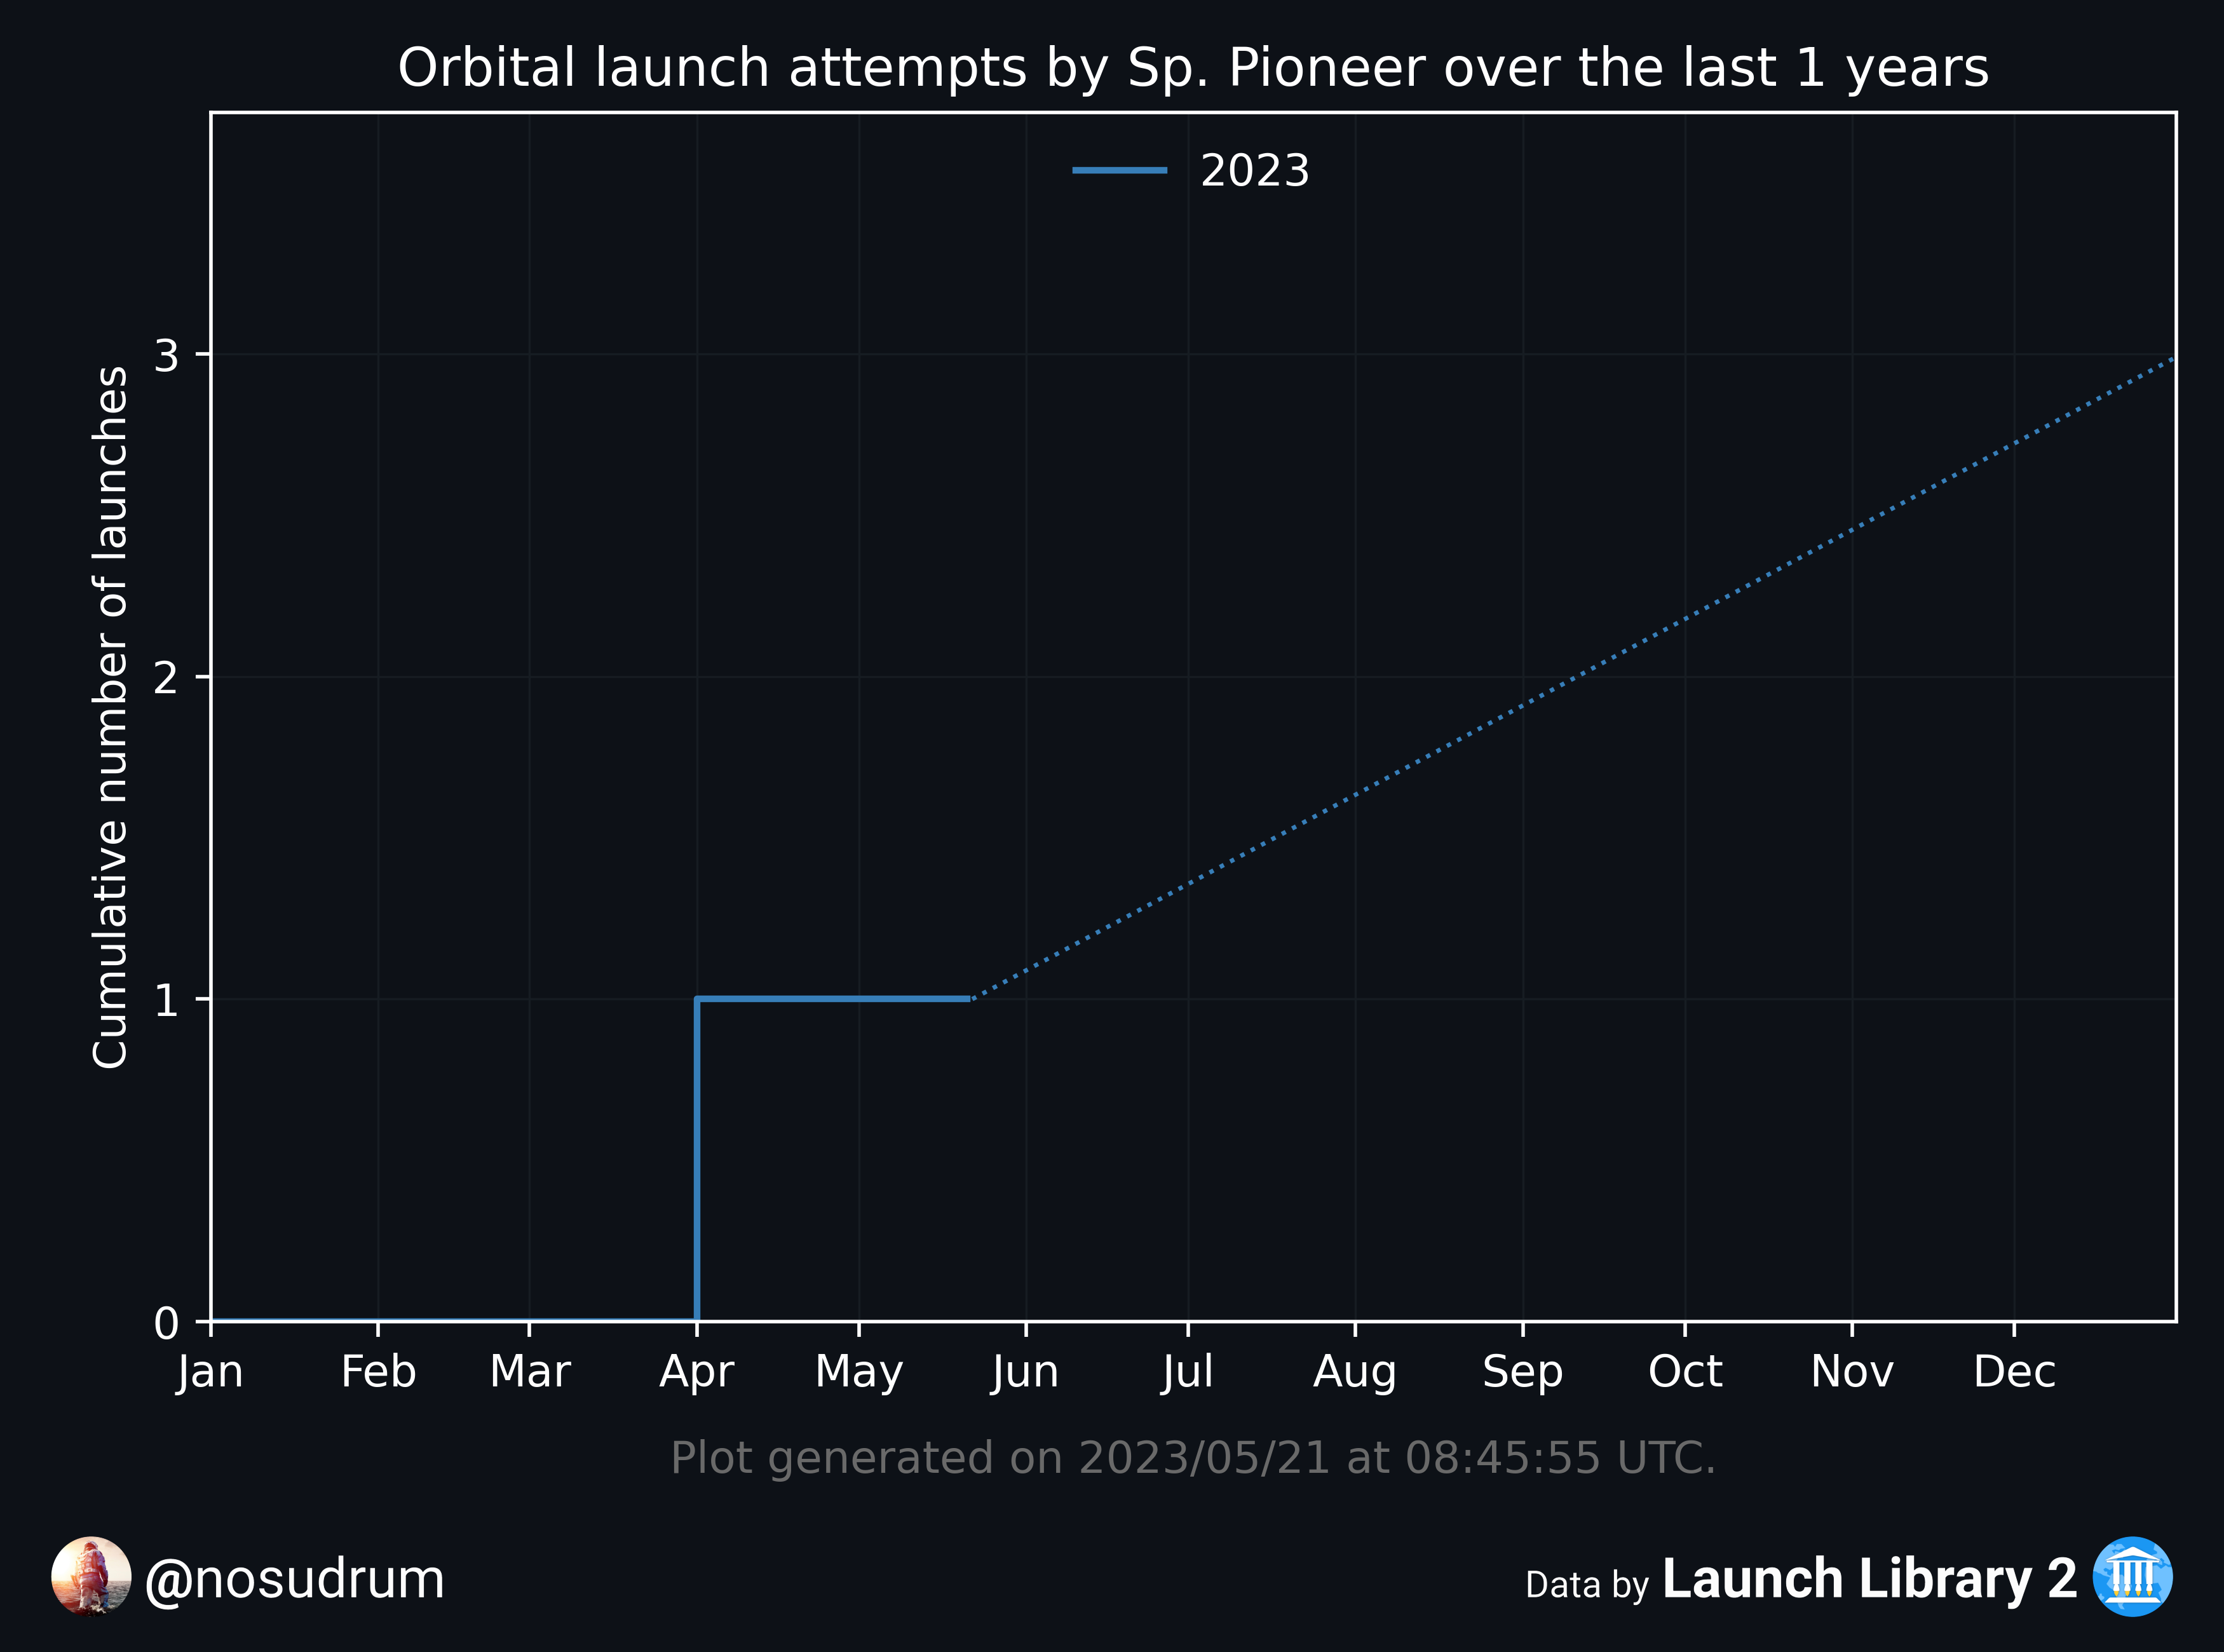 Orbital launch attempts by Sp. Pioneer over the last 1 years
2023
Cumulative number of launches
3
2
1
0
Jan Feb Mar Apr May Jun Jul Aug Sep Oct Nov Dec
Plot generated on 2023/05/21 at 08:45:55 UTC.
@nosudrum
Data by Launch Library 2